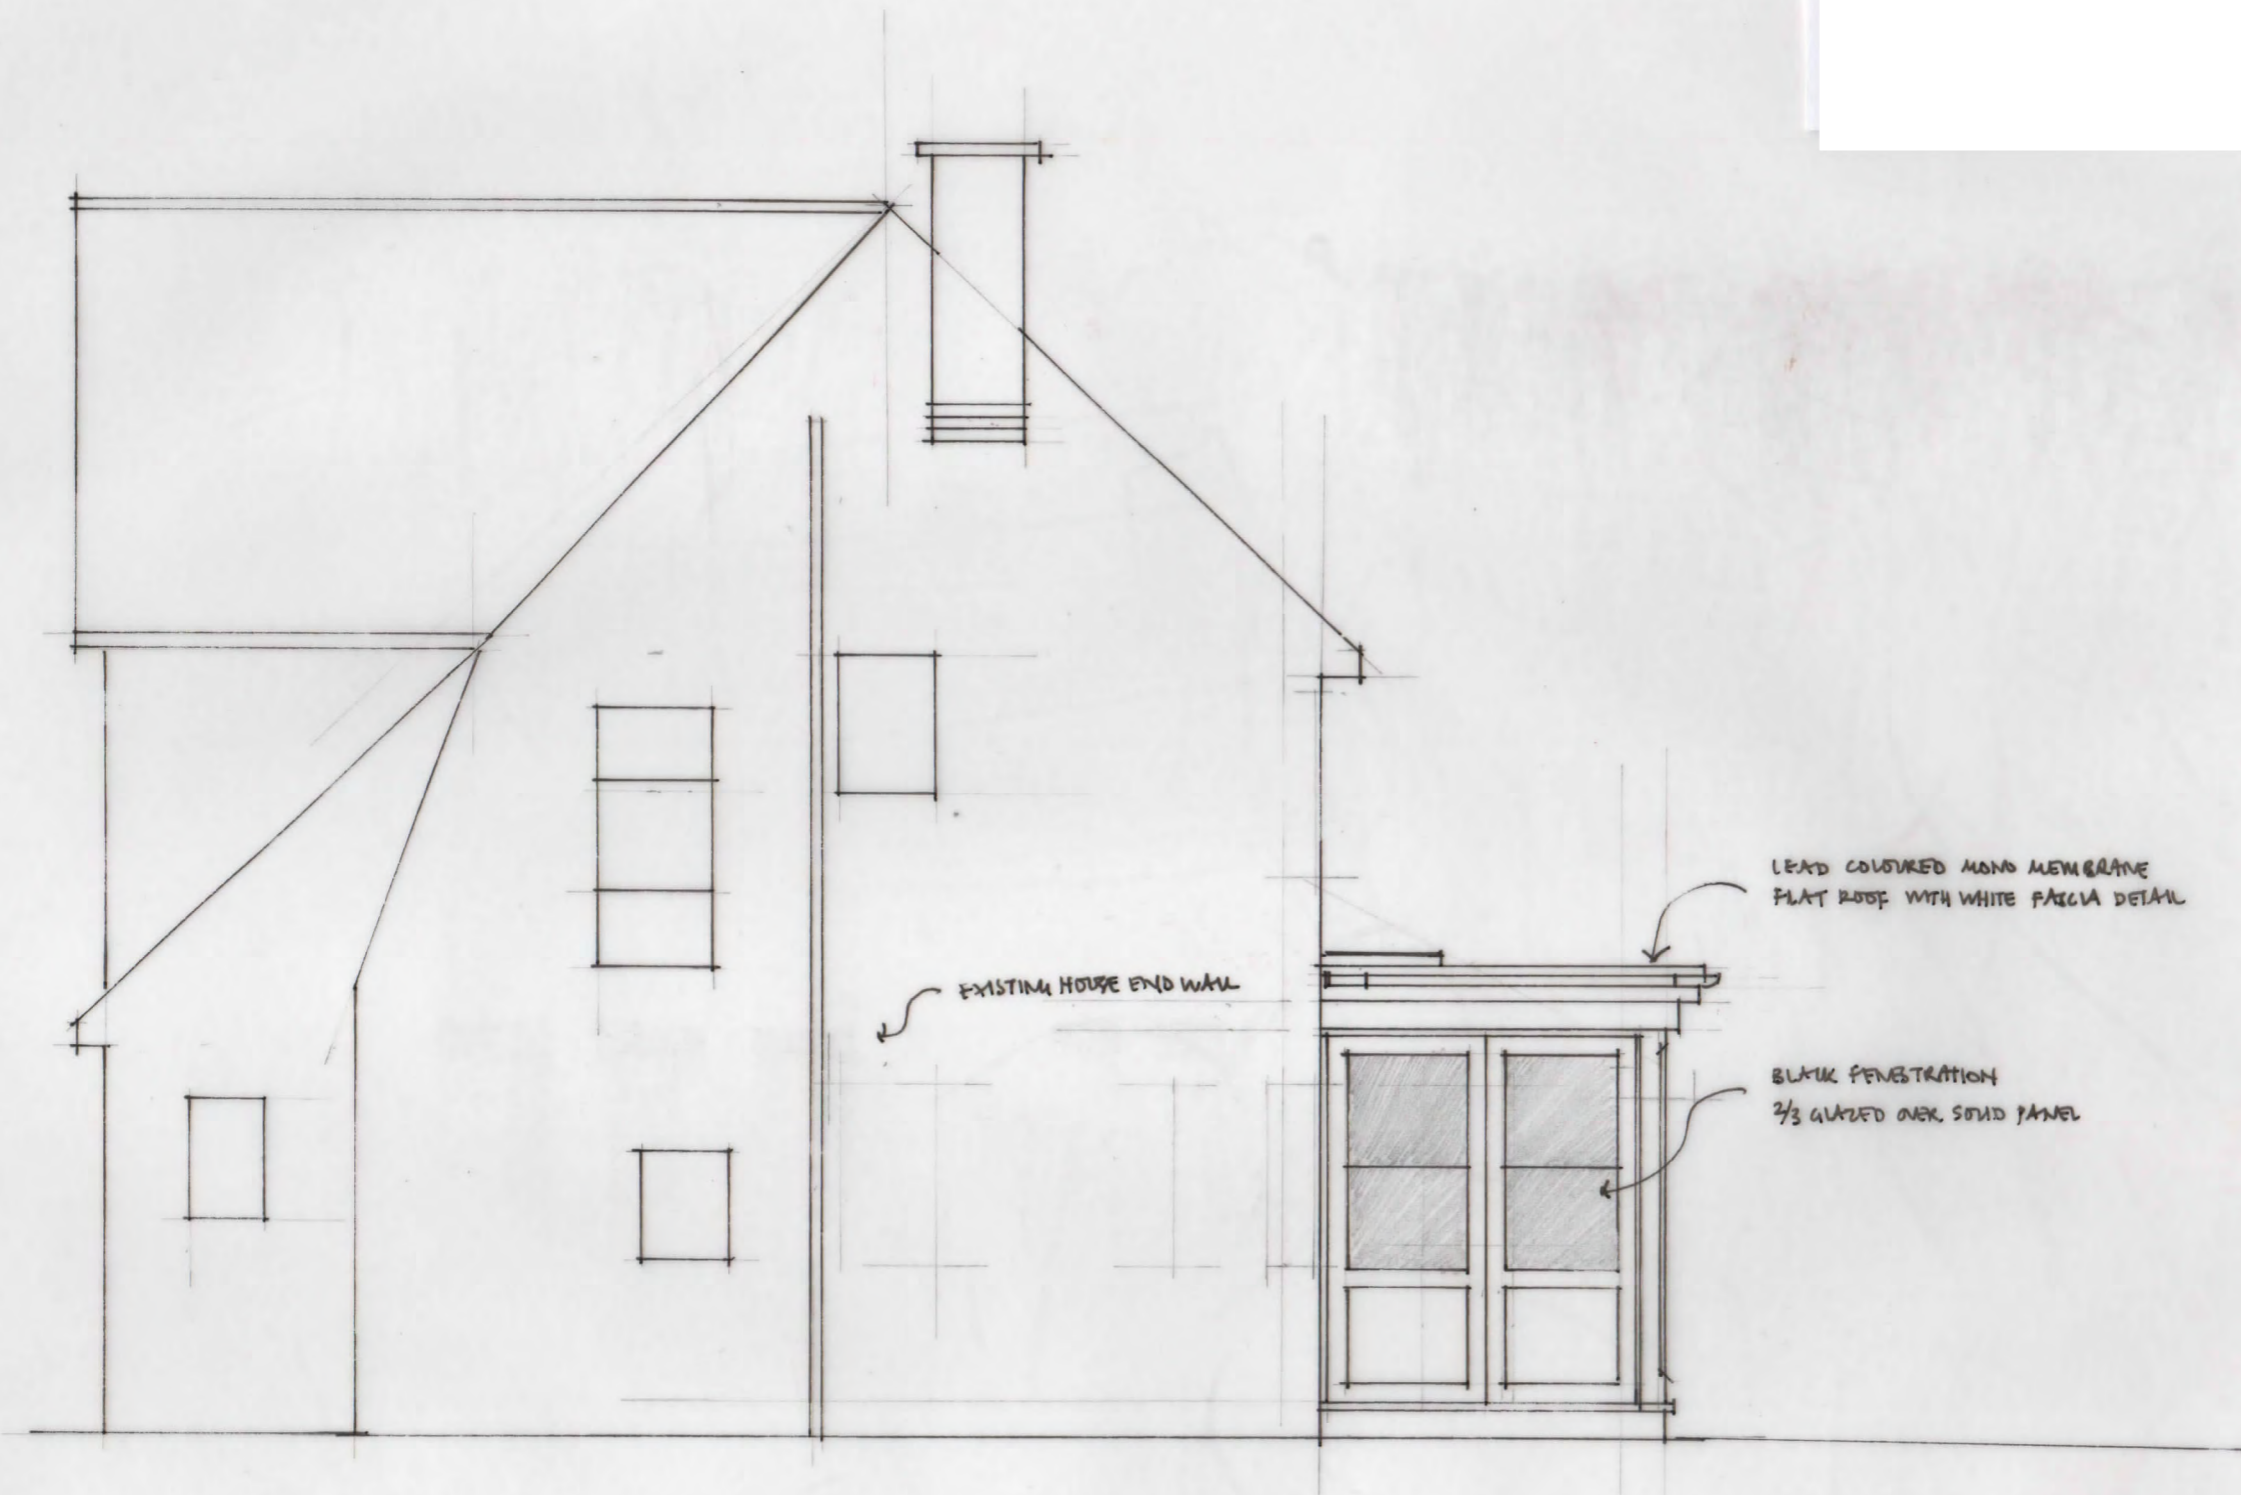 LEAD COLOURED MONO MEMBRANE
FLAT ROOF WITH WHITE FASCIA DETAIL
EXISTING HOUSE END WALL
BLACK FENESTRATION
2/3 GLAZED OVER SOLID PANEL